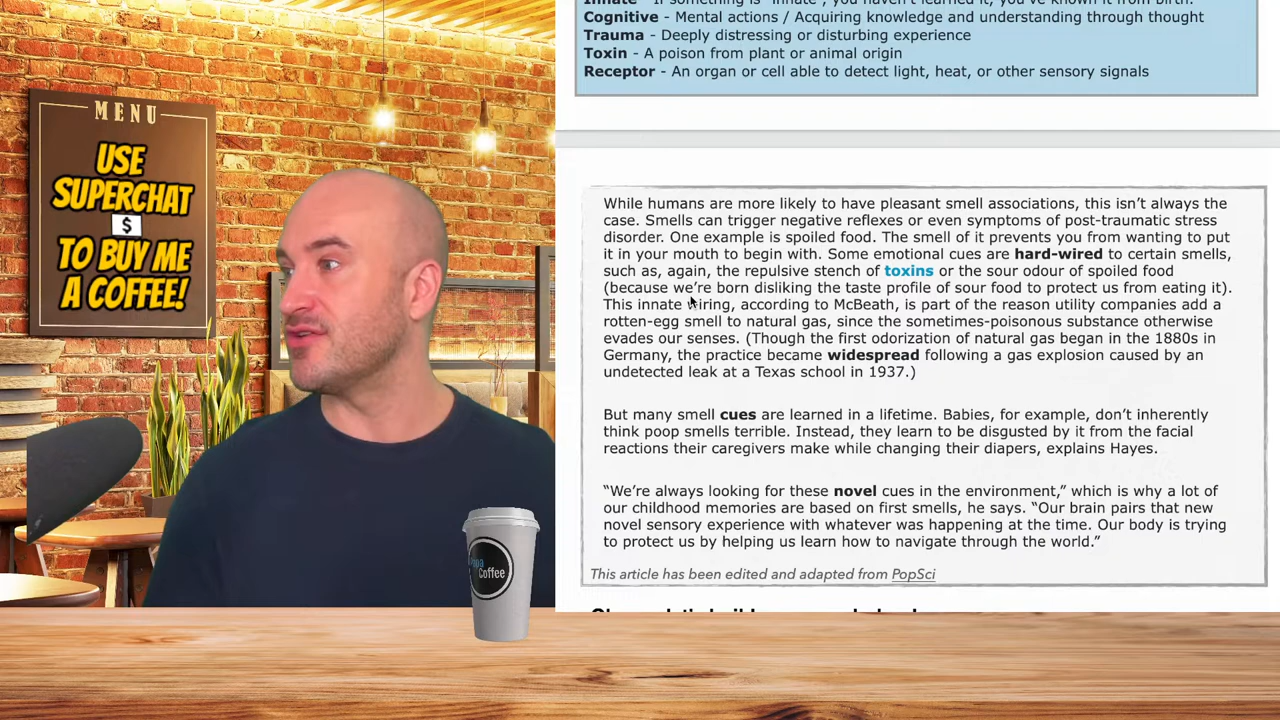 MENU
USE
SUPERCHAT
$
TO BUY ME
A COFFEE!
Coffee
Innate - If something is "innate", you haven't learned it, you've known it from birth.
Cognitive - Mental actions / Acquiring knowledge and understanding through thought
Trauma - Deeply distressing or disturbing experience
Toxin - A poison from plant or animal origin
Receptor - An organ or cell able to detect light, heat, or other sensory signals
While humans are more likely to have pleasant smell associations, this isn't always the
case. Smells can trigger negative reflexes or even symptoms of post-traumatic stress
disorder. One example is spoiled food. The smell of it prevents you from wanting to put
it in your mouth to begin with. Some emotional cues are hard-wired to certain smells,
such as, again, the repulsive stench of toxins or the sour odour of spoiled food
(because we're born disliking the taste profile of sour food to protect us from eating it).
This innate wiring, according to McBeath, is part of the reason utility companies add a
rotten-egg smell to natural gas, since the sometimes-poisonous substance otherwise
evades our senses. (Though the first odorization of natural gas began in the 1880s in
Germany, the practice became widespread following a gas explosion caused by an
undetected leak at a Texas school in 1937.)
But many smell cues are learned in a lifetime. Babies, for example, don't inherently
think poop smells terrible. Instead, they learn to be disgusted by it from the facial
reactions their caregivers make while changing their diapers, explains Hayes.
"We're always looking for these novel cues in the environment," which is why a lot of
our childhood memories are based on first smells, he says. "Our brain pairs that new
novel sensory experience with whatever was happening at the time. Our body is trying
to protect us by helping us learn how to navigate through the world."
This article has been edited and adapted from PopSci